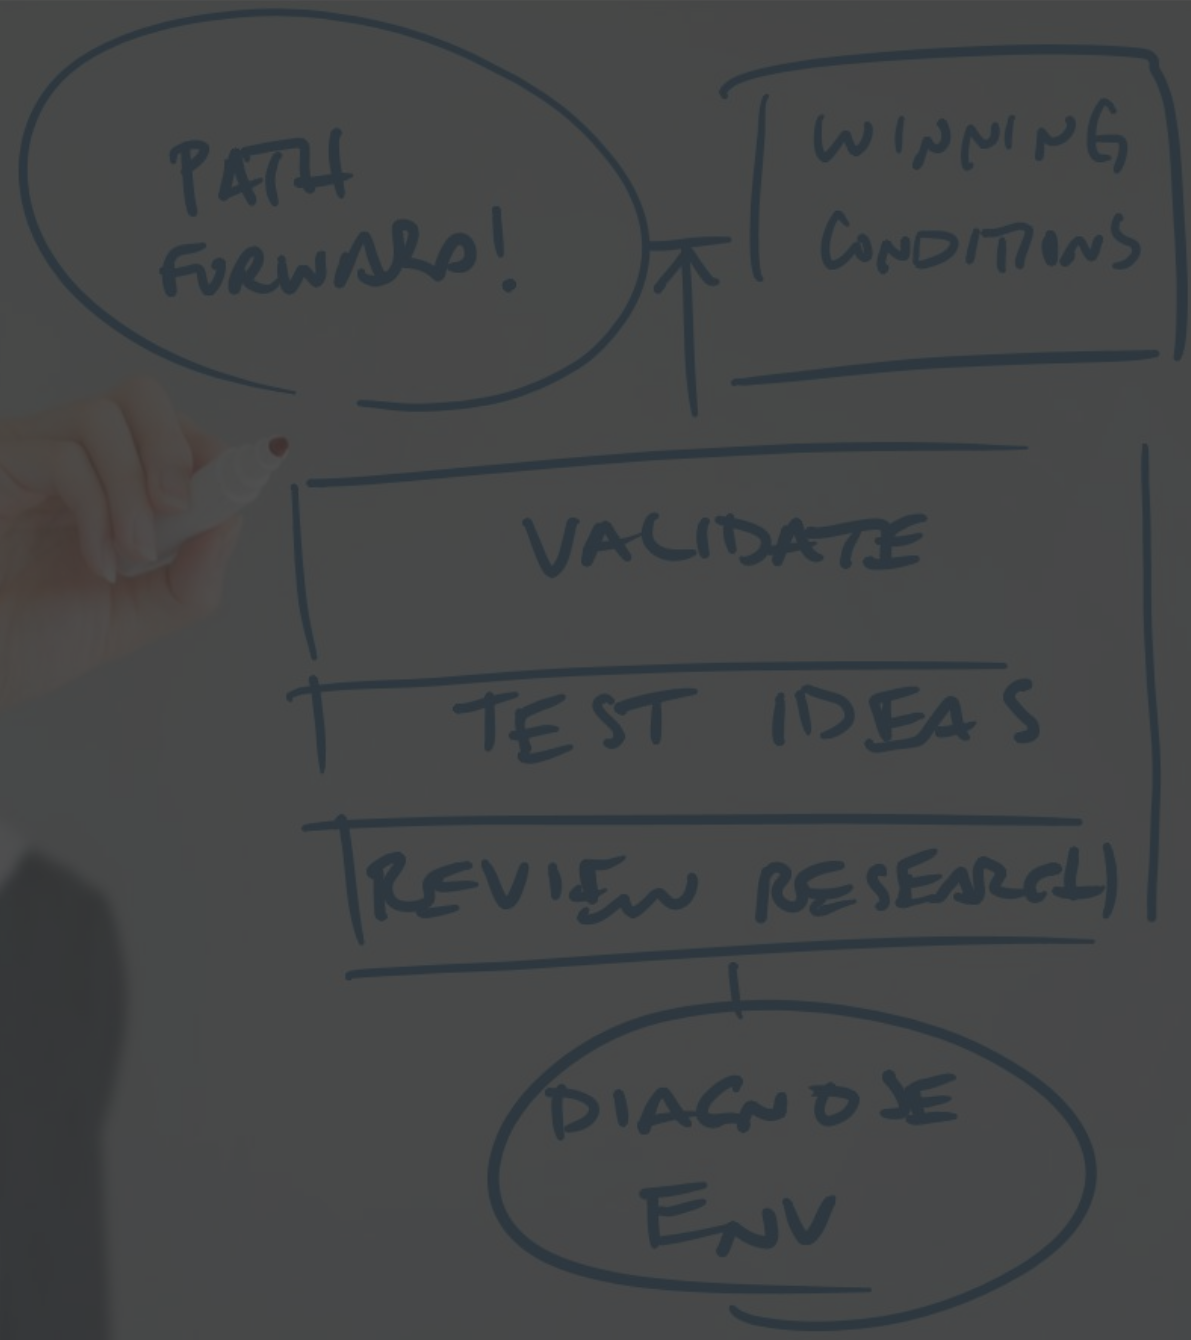 PATH
FORWARD!
WINNING
CONDITIONS
VALIDATE
TEST IDEAS
REVIEW RESEARCH
DIAGNOSE
ENV